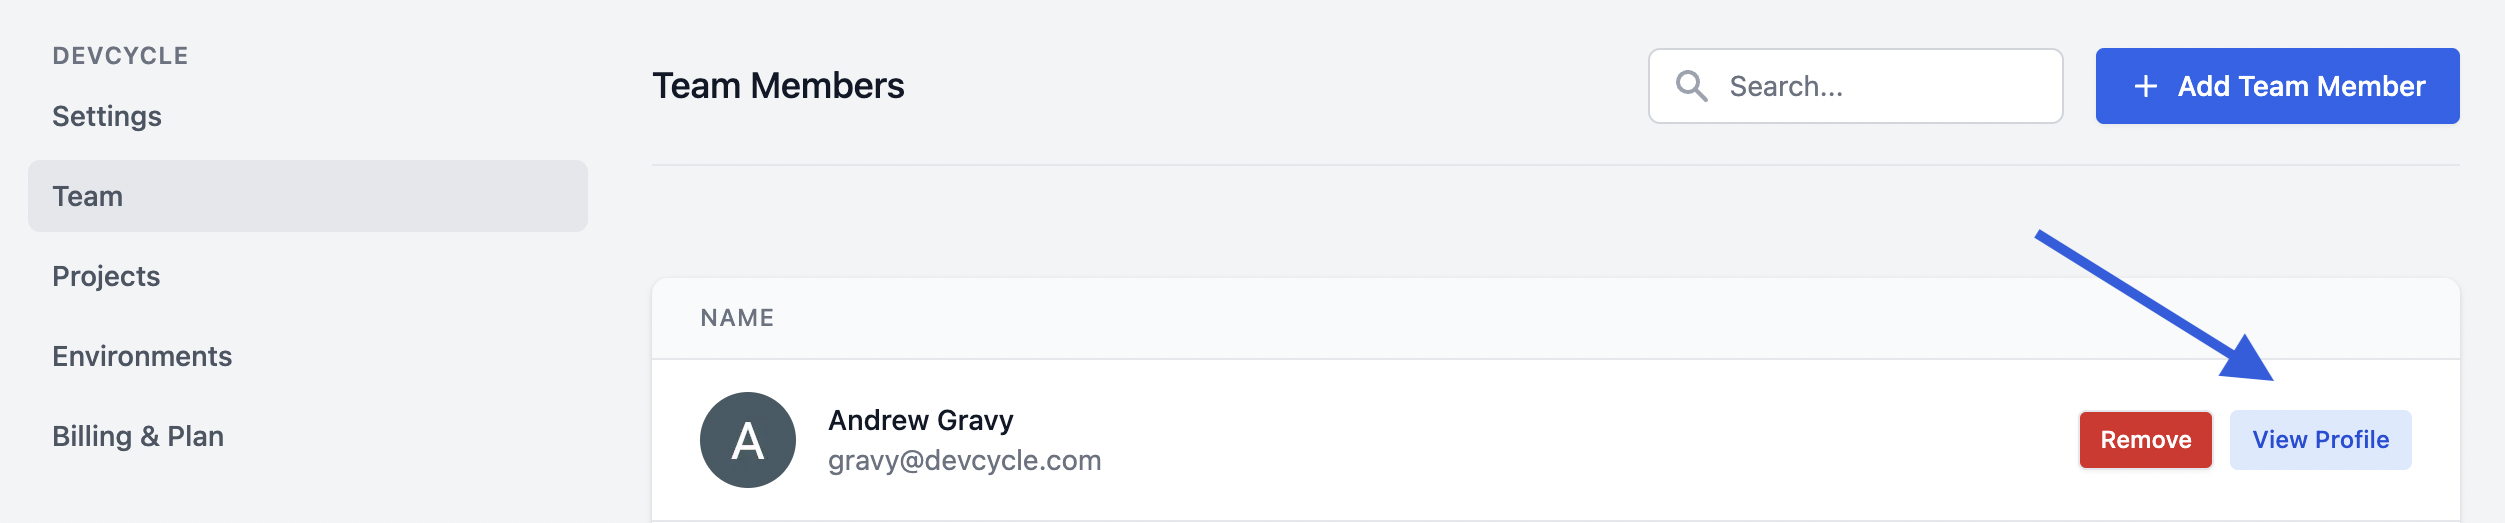 DEVCYCLE
Settings
Team
Projects
Environments
Billing & Plan
Team Members
Search...
+ Add Team Member
NAME
A
Andrew Gravy
gravy@devcycle.com
Remove
View Profile